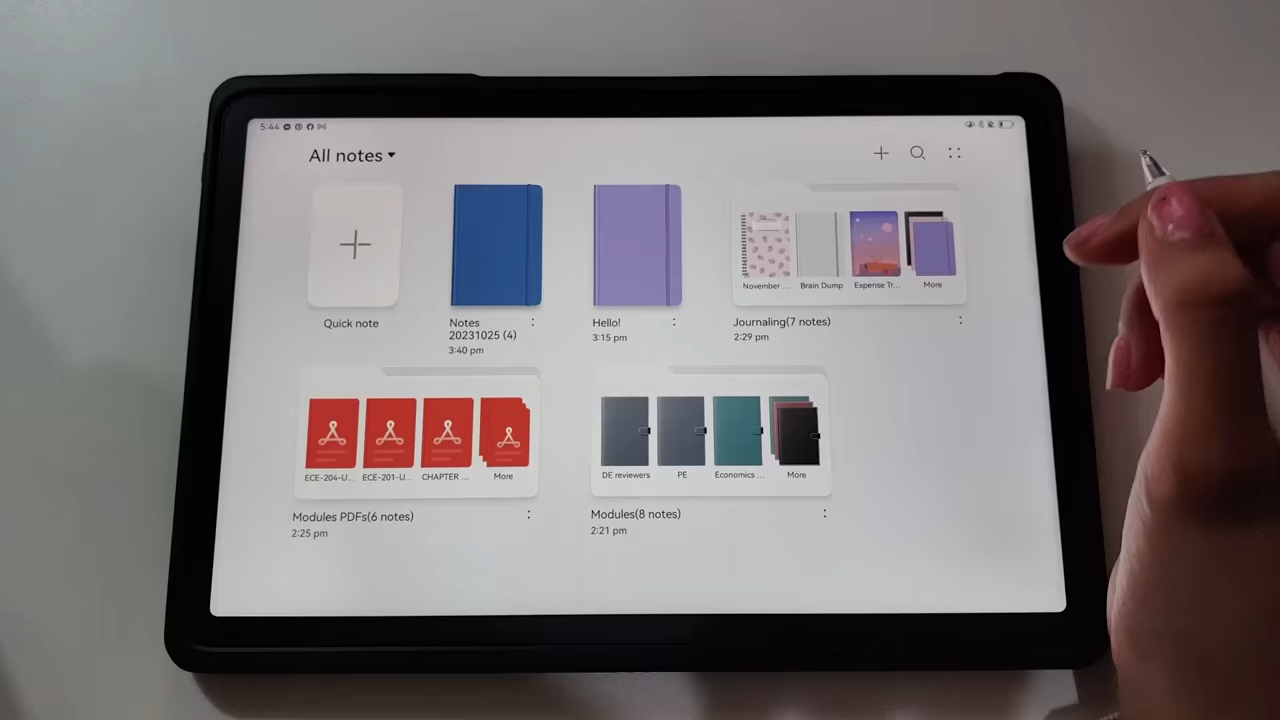 5:44
All notes
Quick note
Notes
20231025 (4)
3:40 pm
Hello!
3:15 pm
November ...
Brain Dump
Expense Tr...
More
Journaling(7 notes)
2:29 pm
ECE-204-U...
ECE-201-U...
CHAPTER ...
More
Modules PDFs(6 notes)
2:25 pm
DE reviewers
PE
Economics ...
More
Modules(8 notes)
2:21 pm